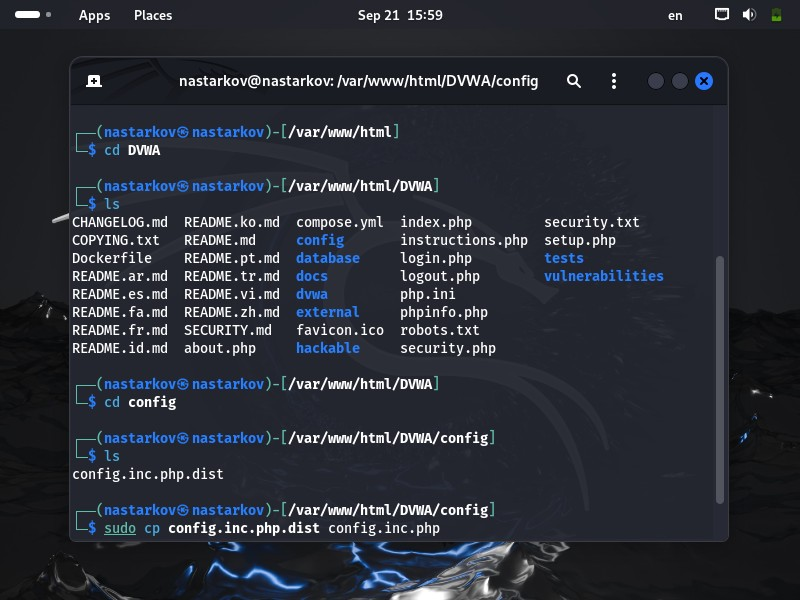 Apps Places Sep 21 15:59 en
nastarkov@nastarkov: /var/www/html/DVWA/config
┌──(nastarkov㉿nastarkov)-[/var/www/html]
└─$ cd DVWA
┌──(nastarkov㉿nastarkov)-[/var/www/html/DVWA]
└─$ ls
CHANGELOG.md README.ko.md compose.yml index.php security.txt
COPYING.txt README.md config instructions.php setup.php
Dockerfile README.pt.md database login.php tests
README.ar.md README.tr.md docs logout.php vulnerabilities
README.es.md README.vi.md dvwa php.ini
README.fa.md README.zh.md external phpinfo.php
README.fr.md SECURITY.md favicon.ico robots.txt
README.id.md about.php hackable security.php
┌──(nastarkov㉿nastarkov)-[/var/www/html/DVWA]
└─$ cd config
┌──(nastarkov㉿nastarkov)-[/var/www/html/DVWA/config]
└─$ ls
config.inc.php.dist
┌──(nastarkov㉿nastarkov)-[/var/www/html/DVWA/config]
└─$ sudo cp config.inc.php.dist config.inc.php